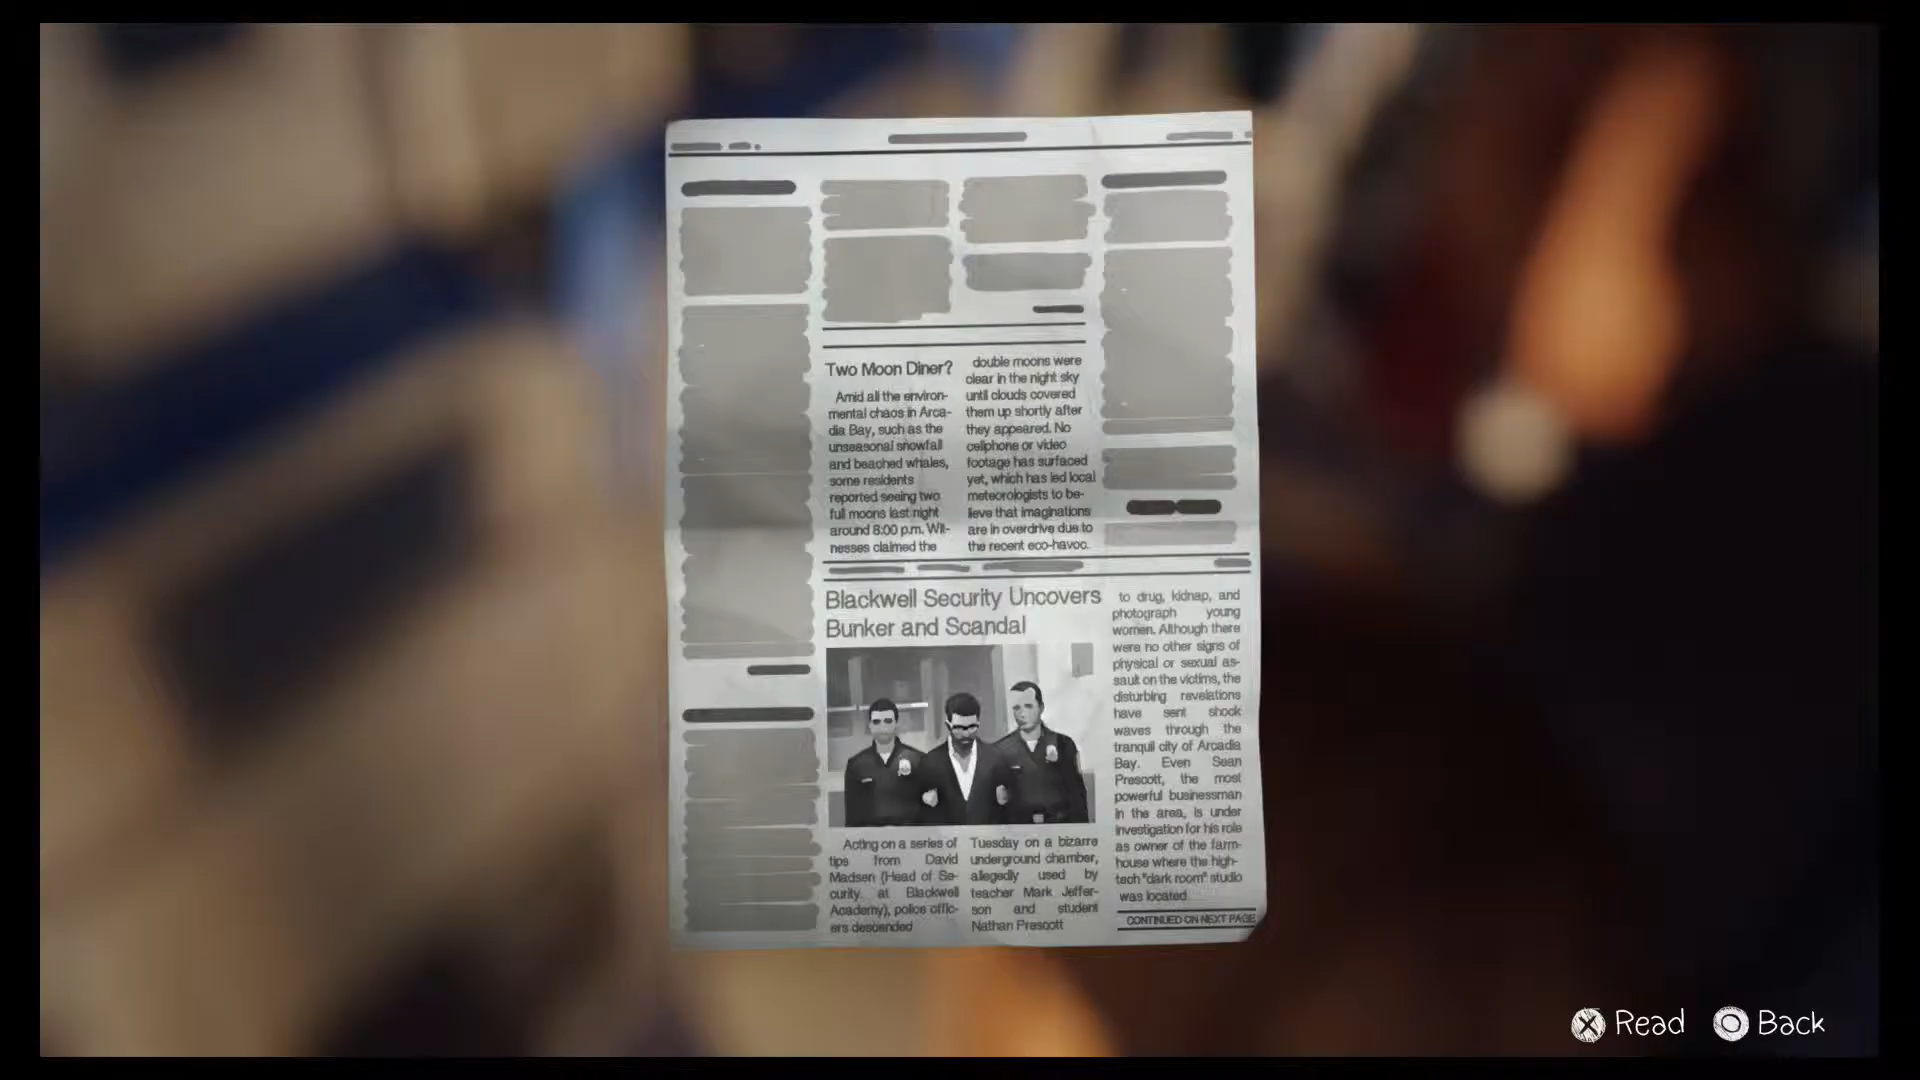 Two Moon Diner?
Amid all the environ-
mental chaos in Arca-
dia Bay, such as the
unseasonal snowfall
and beached whales,
some residents
reported seeing two
full moons last night
around 8:00 p.m. Wit-
nesses claimed the
double moons were
clear in the night sky
until clouds covered
them up shortly after
they appeared. No
cellphone or video
footage has surfaced
yet, which has led local
meteorologists to be-
lieve that imaginations
are in overdrive due to
the recent eco-havoc.
Blackwell Security Uncovers
Bunker and Scandal
Acting on a series of
tips from David
Madsen (Head of Se-
curity at Blackwell
Academy), police offic-
ers descended
Tuesday on a bizarre
underground chamber,
allegedly used by
teacher Mark Jeffer-
son and student
Nathan Prescott
to drug, kidnap, and
photograph young
women. Although there
were no other signs of
physical or sexual as-
sault on the victims, the
disturbing revelations
have sent shock
waves through the
tranquil city of Arcadia
Bay. Even Sean
Prescott, the most
powerful businessman
in the area, is under
investigation for his role
as owner of the farm-
house where the high-
tech "dark room" studio
was located
CONTINUED ON NEXT PAGE
Read Back